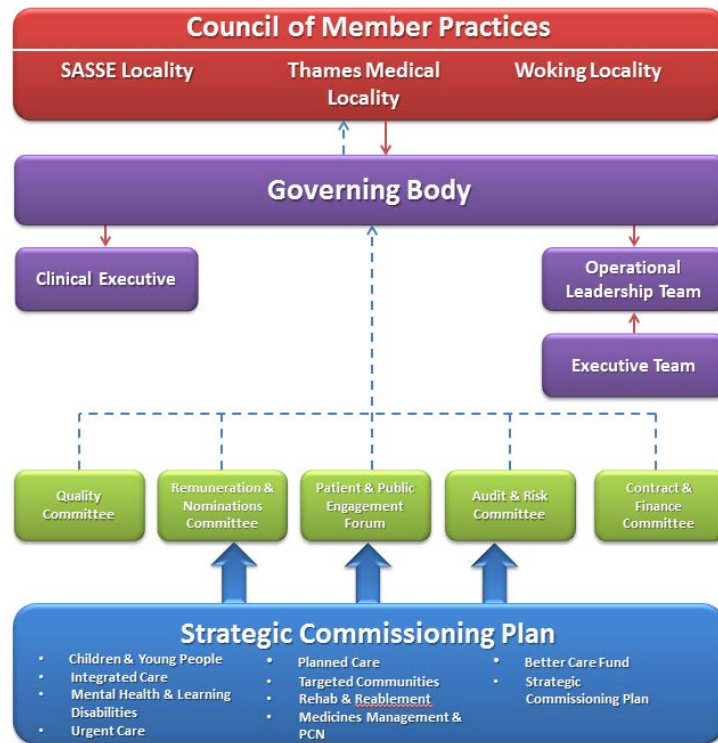 Council of Member Practices
SASSE Locality
Thames Medical
Locality
Woking Locality
Governing Body
Clinical Executive
Operational
Leadership Team
Executive Team
Quality
Committee
Remuneration &
Nominations
Committee
Patient & Public
Engagement
Forum
Audit & Risk
Committee
Contract &
Finance
Committee
Strategic Commissioning Plan
• Children & Young People
• Integrated Care
• Mental Health & Learning
Disabilities
• Urgent Care
• Planned Care
• Targeted Communities
• Rehab & Reablement
• Medicines Management &
PCN
• Better Care Fund
• Strategic
Commissioning Plan